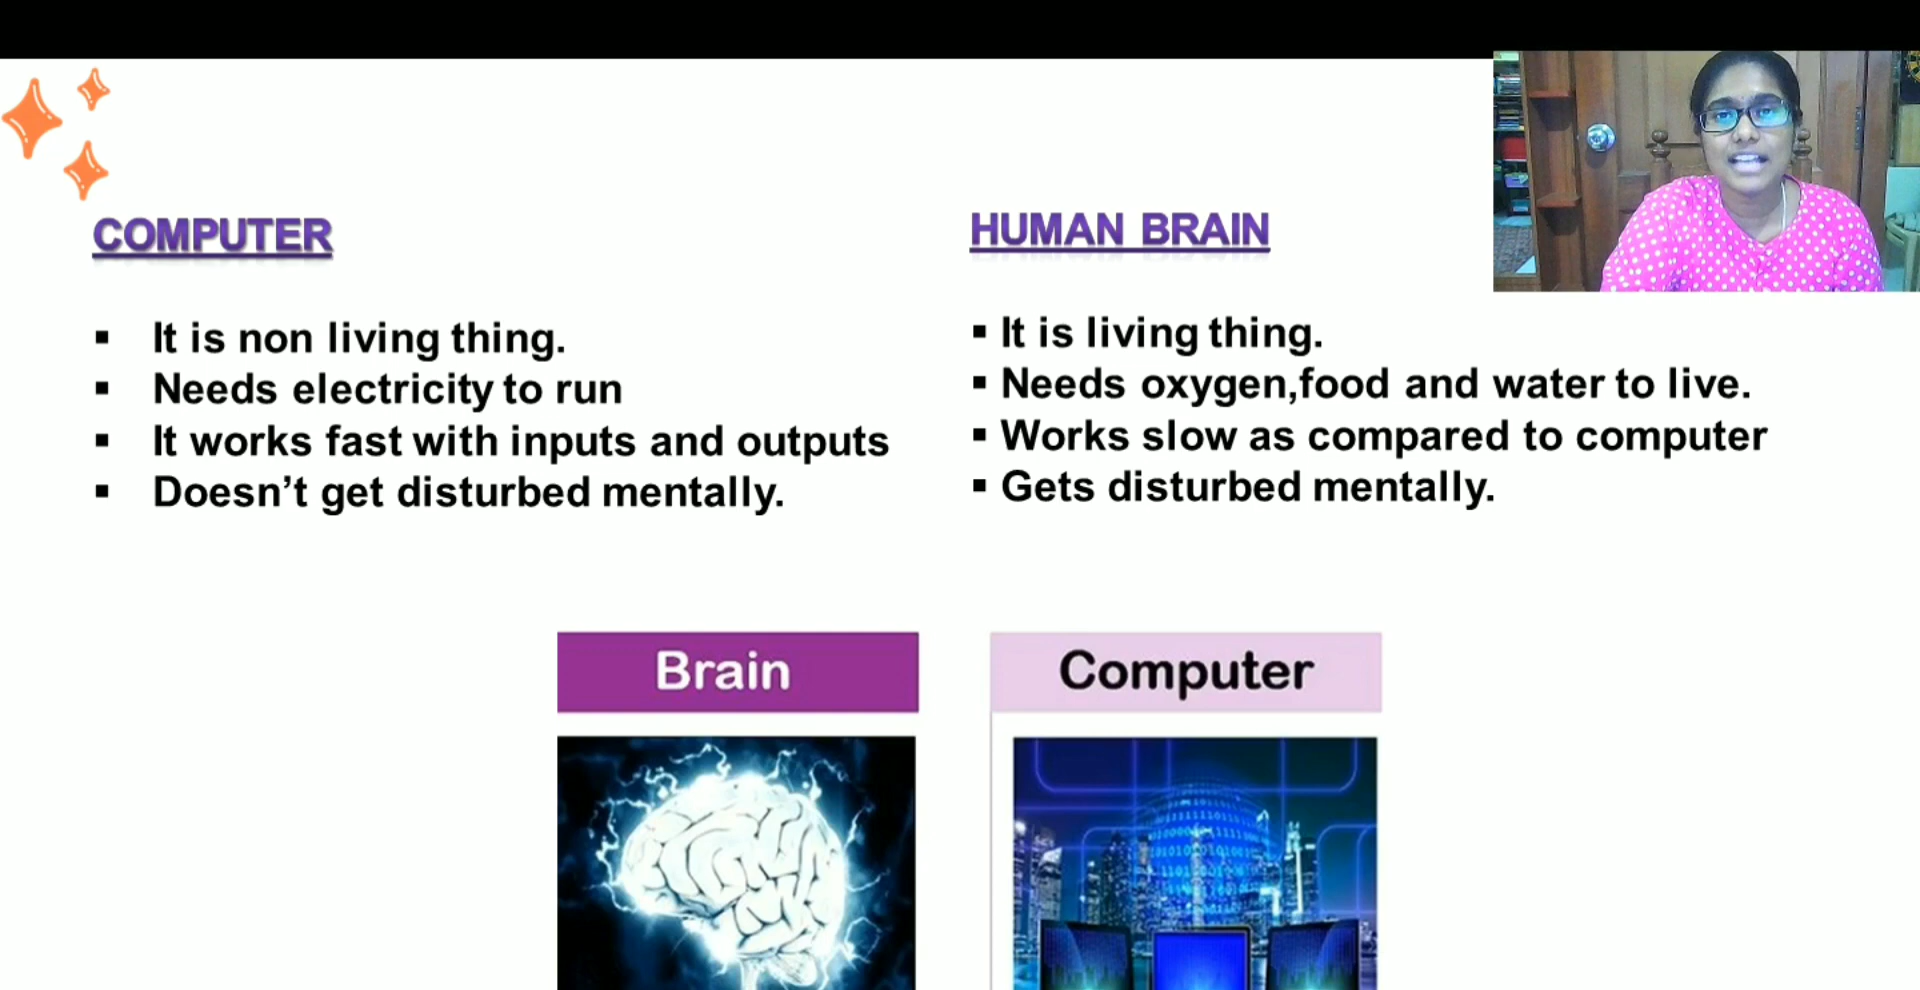 COMPUTER
▪ It is non living thing.
▪ Needs electricity to run
▪ It works fast with inputs and outputs
▪ Doesn’t get disturbed mentally.
HUMAN BRAIN
▪ It is living thing.
▪ Needs oxygen,food and water to live.
▪ Works slow as compared to computer
▪ Gets disturbed mentally.
Brain
Computer